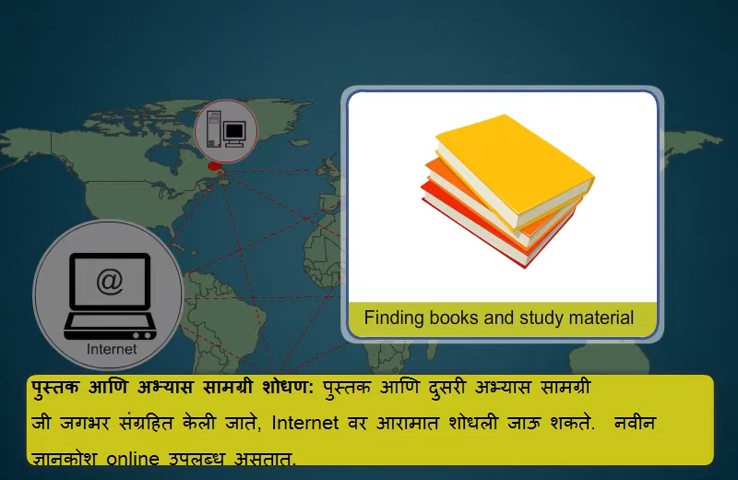 @
Internet
Finding books and study material
पुस्तक आणि अभ्यास सामग्री शोधण: पुस्तक आणि दुसरी अभ्यास सामग्री
जी जगभर संग्रहित केली जाते, Internet वर आरामात शोधली जाऊ शकते. नवीन
ज्ञानकोश online उपलब्ध असतात.